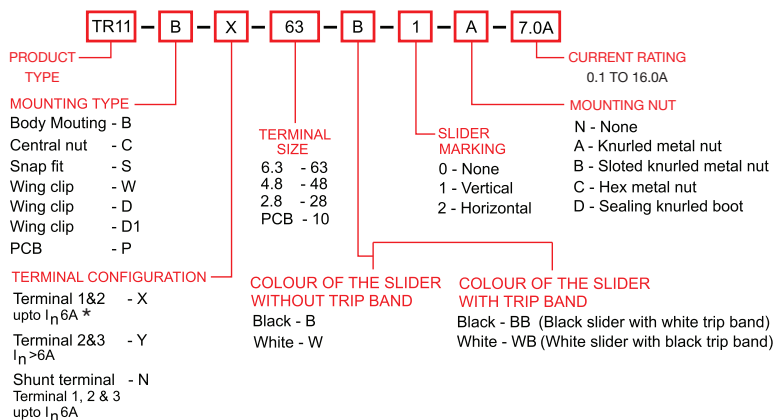 TR11 – B – X – 63 – B – 1 – A – 7.0A
PRODUCT
TYPE
CURRENT RATING
0.1 TO 16.0A
MOUNTING TYPE
Body Mouting - B
Central nut - C
Snap fit - S
Wing clip - W
Wing clip - D
Wing clip - D1
PCB - P
TERMINAL
SIZE
6.3 - 63
4.8 - 48
2.8 - 28
PCB - 10
SLIDER
MARKING
0 - None
1 - Vertical
2 - Horizontal
MOUNTING NUT
N - None
A - Knurled metal nut
B - Sloted knurled metal nut
C - Hex metal nut
D - Sealing knurled boot
TERMINAL CONFIGURATION
Terminal 1&2 - X
upto In6A *
Terminal 2&3 - Y
In>6A
Shunt terminal - N
Terminal 1, 2 & 3
upto In6A
COLOUR OF THE SLIDER
WITHOUT TRIP BAND
Black - B
White - W
COLOUR OF THE SLIDER
WITH TRIP BAND
Black - BB (Black slider with white trip band)
White - WB (White slider with black trip band)